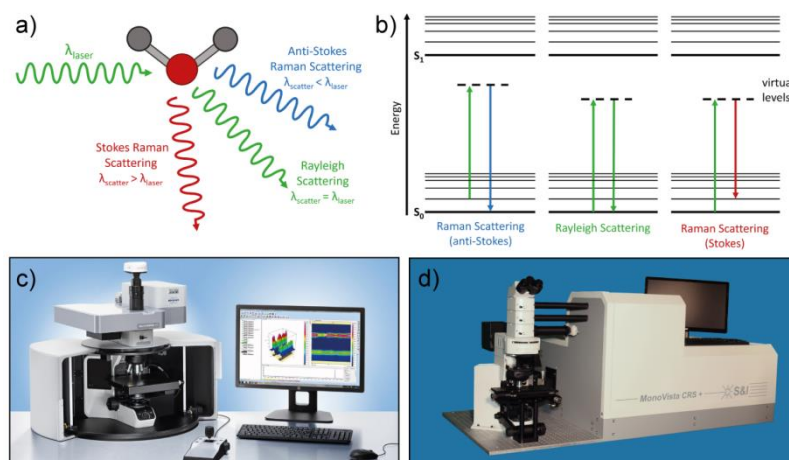 a)
λlaser
Anti-Stokes
Raman Scattering
λscatter < λlaser
Stokes Raman
Scattering
λscatter > λlaser
Rayleigh
Scattering
λscatter = λlaser
b)
Energy
S1
S0
virtual
levels
Raman Scattering
(anti-Stokes)
Rayleigh Scattering
Raman Scattering
(Stokes)
c)
d)
MonoVista CRS +
S&I